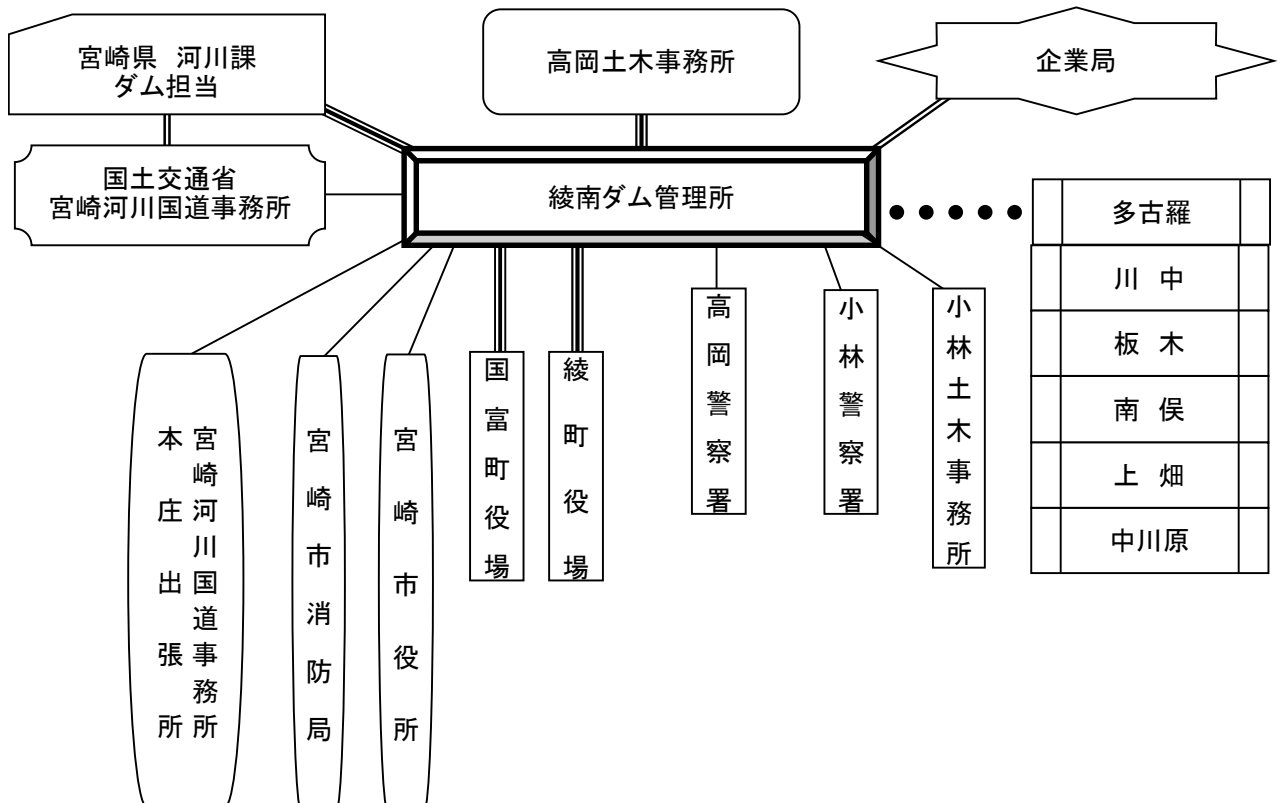 宮崎県 河川課
ダム担当
高岡土木事務所
企業局
国土交通省
宮崎河川国道事務所
綾南ダム管理所
多古羅
川 中
板 木
南 俣
上 畑
中川原
宮崎河川国道事務所
本庄出張所
宮崎市消防局
宮崎市役所
国富町役場
綾町役場
高岡警察署
小林警察署
小林土木事務所